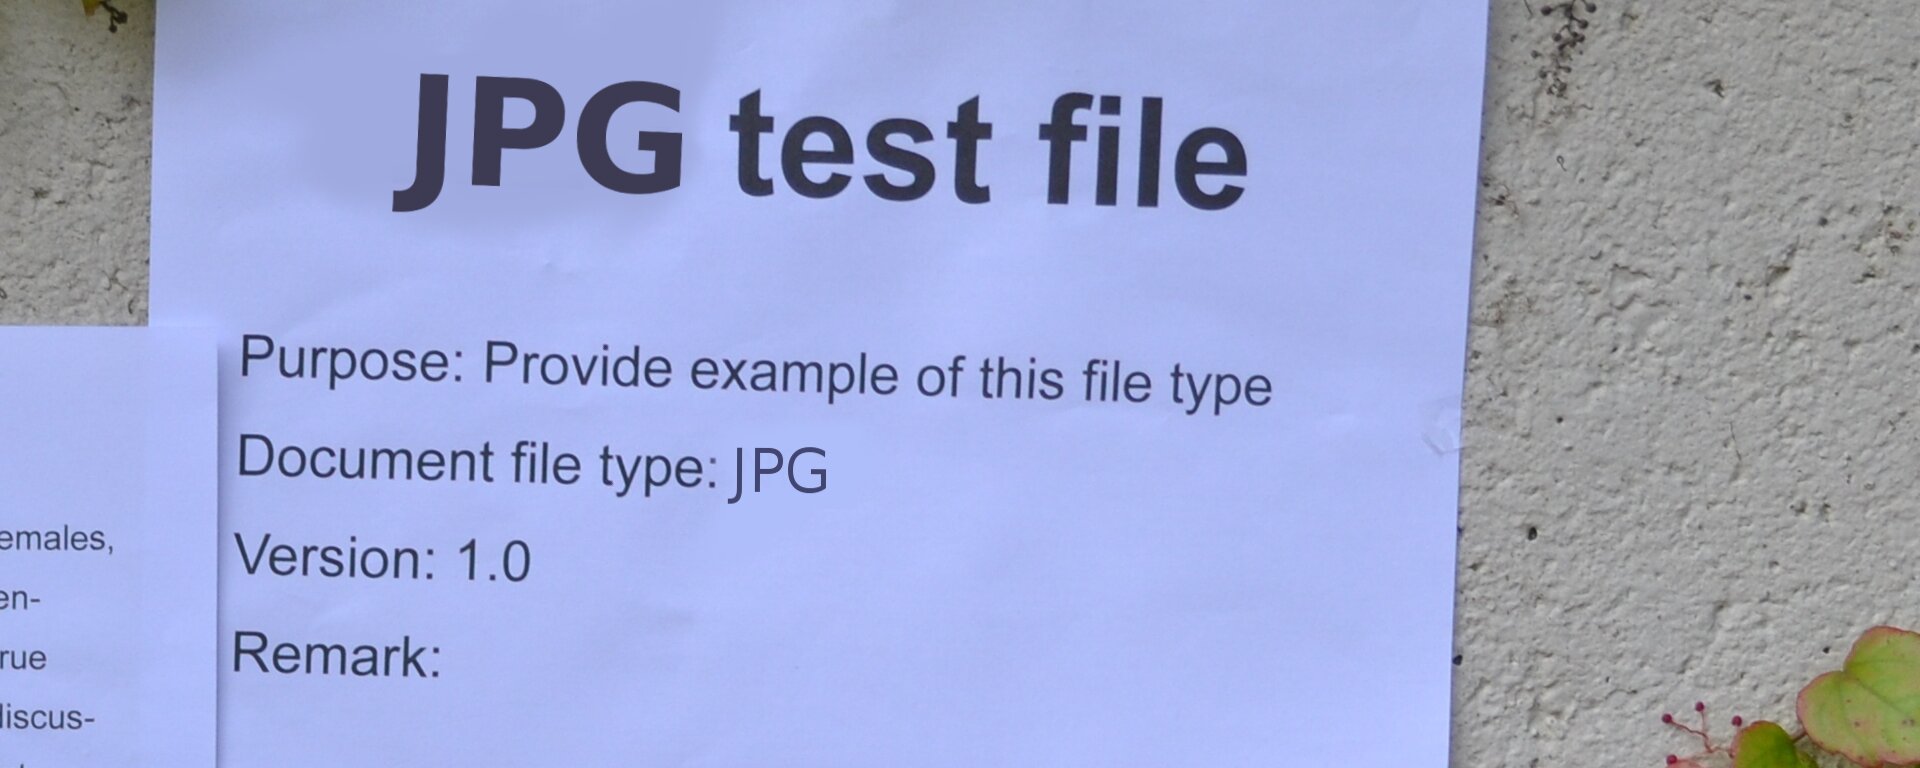 JPG test file
Purpose: Provide example of this file type
Document file type: JPG
Version: 1.0
Remark:
emales,
en-
rue
discus-